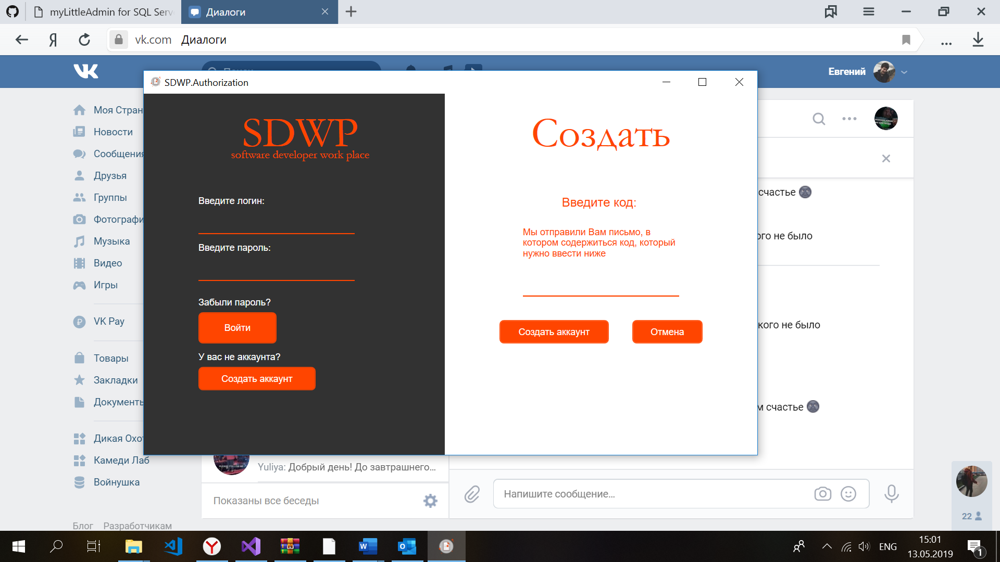 myLittleAdmin for SQL Serv
Диалоги
vk.com Диалоги
Евгений
SDWP.Authorization
Моя Стран
Новости
Сообщения
Друзья
Группы
Фотографи
Музыка
Видео
Игры
VK Pay
Товары
Закладки
Документы
Дикая Охот
Камеди Лаб
Войнушка
Блог Разработчикам
SDWP
software developer work place
Введите логин:
Введите пароль:
Забыли пароль?
Войти
У вас не аккаунта?
Создать аккаунт
Создать
Введите код:
Мы отправили Вам письмо, в
котором содержиться код, который
нужно ввести ниже
Создать аккаунт
Отмена
счастье
ого не было
кого не было
м счастье
Yuliya: Добрый день! До завтрашнего...
Показаны все беседы
Напишите сообщение...
22
ENG
15:01
13.05.2019
1